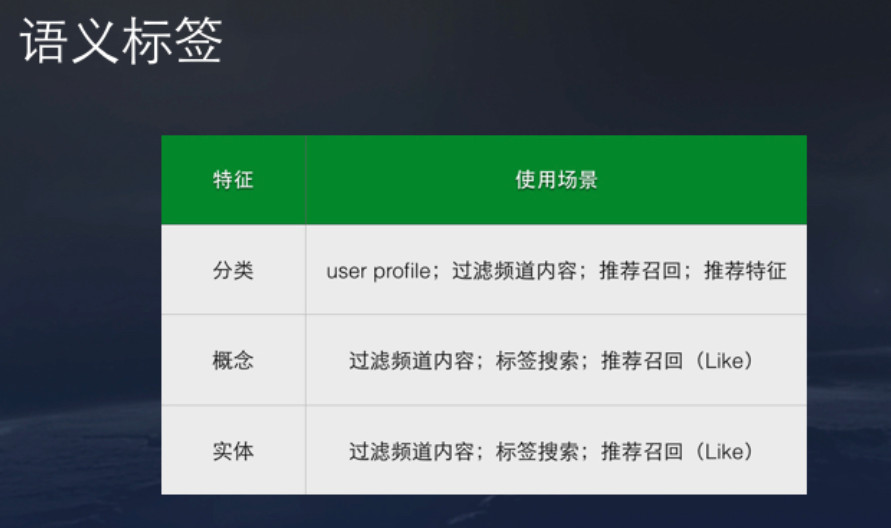 语义标签
特征 使用场景
分类 user profile；过滤频道内容；推荐召回；推荐特征
概念 过滤频道内容；标签搜索；推荐召回（Like）
实体 过滤频道内容；标签搜索；推荐召回（Like）